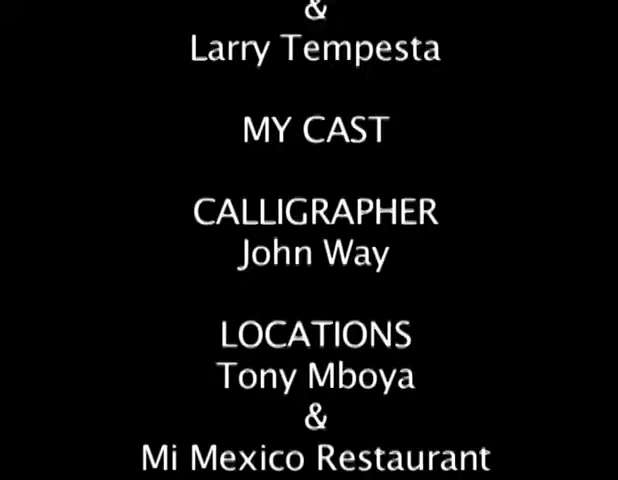 &
Larry Tempesta
MY CAST
CALLIGRAPHER
John Way
LOCATIONS
Tony Mboya
&
Mi Mexico Restaurant